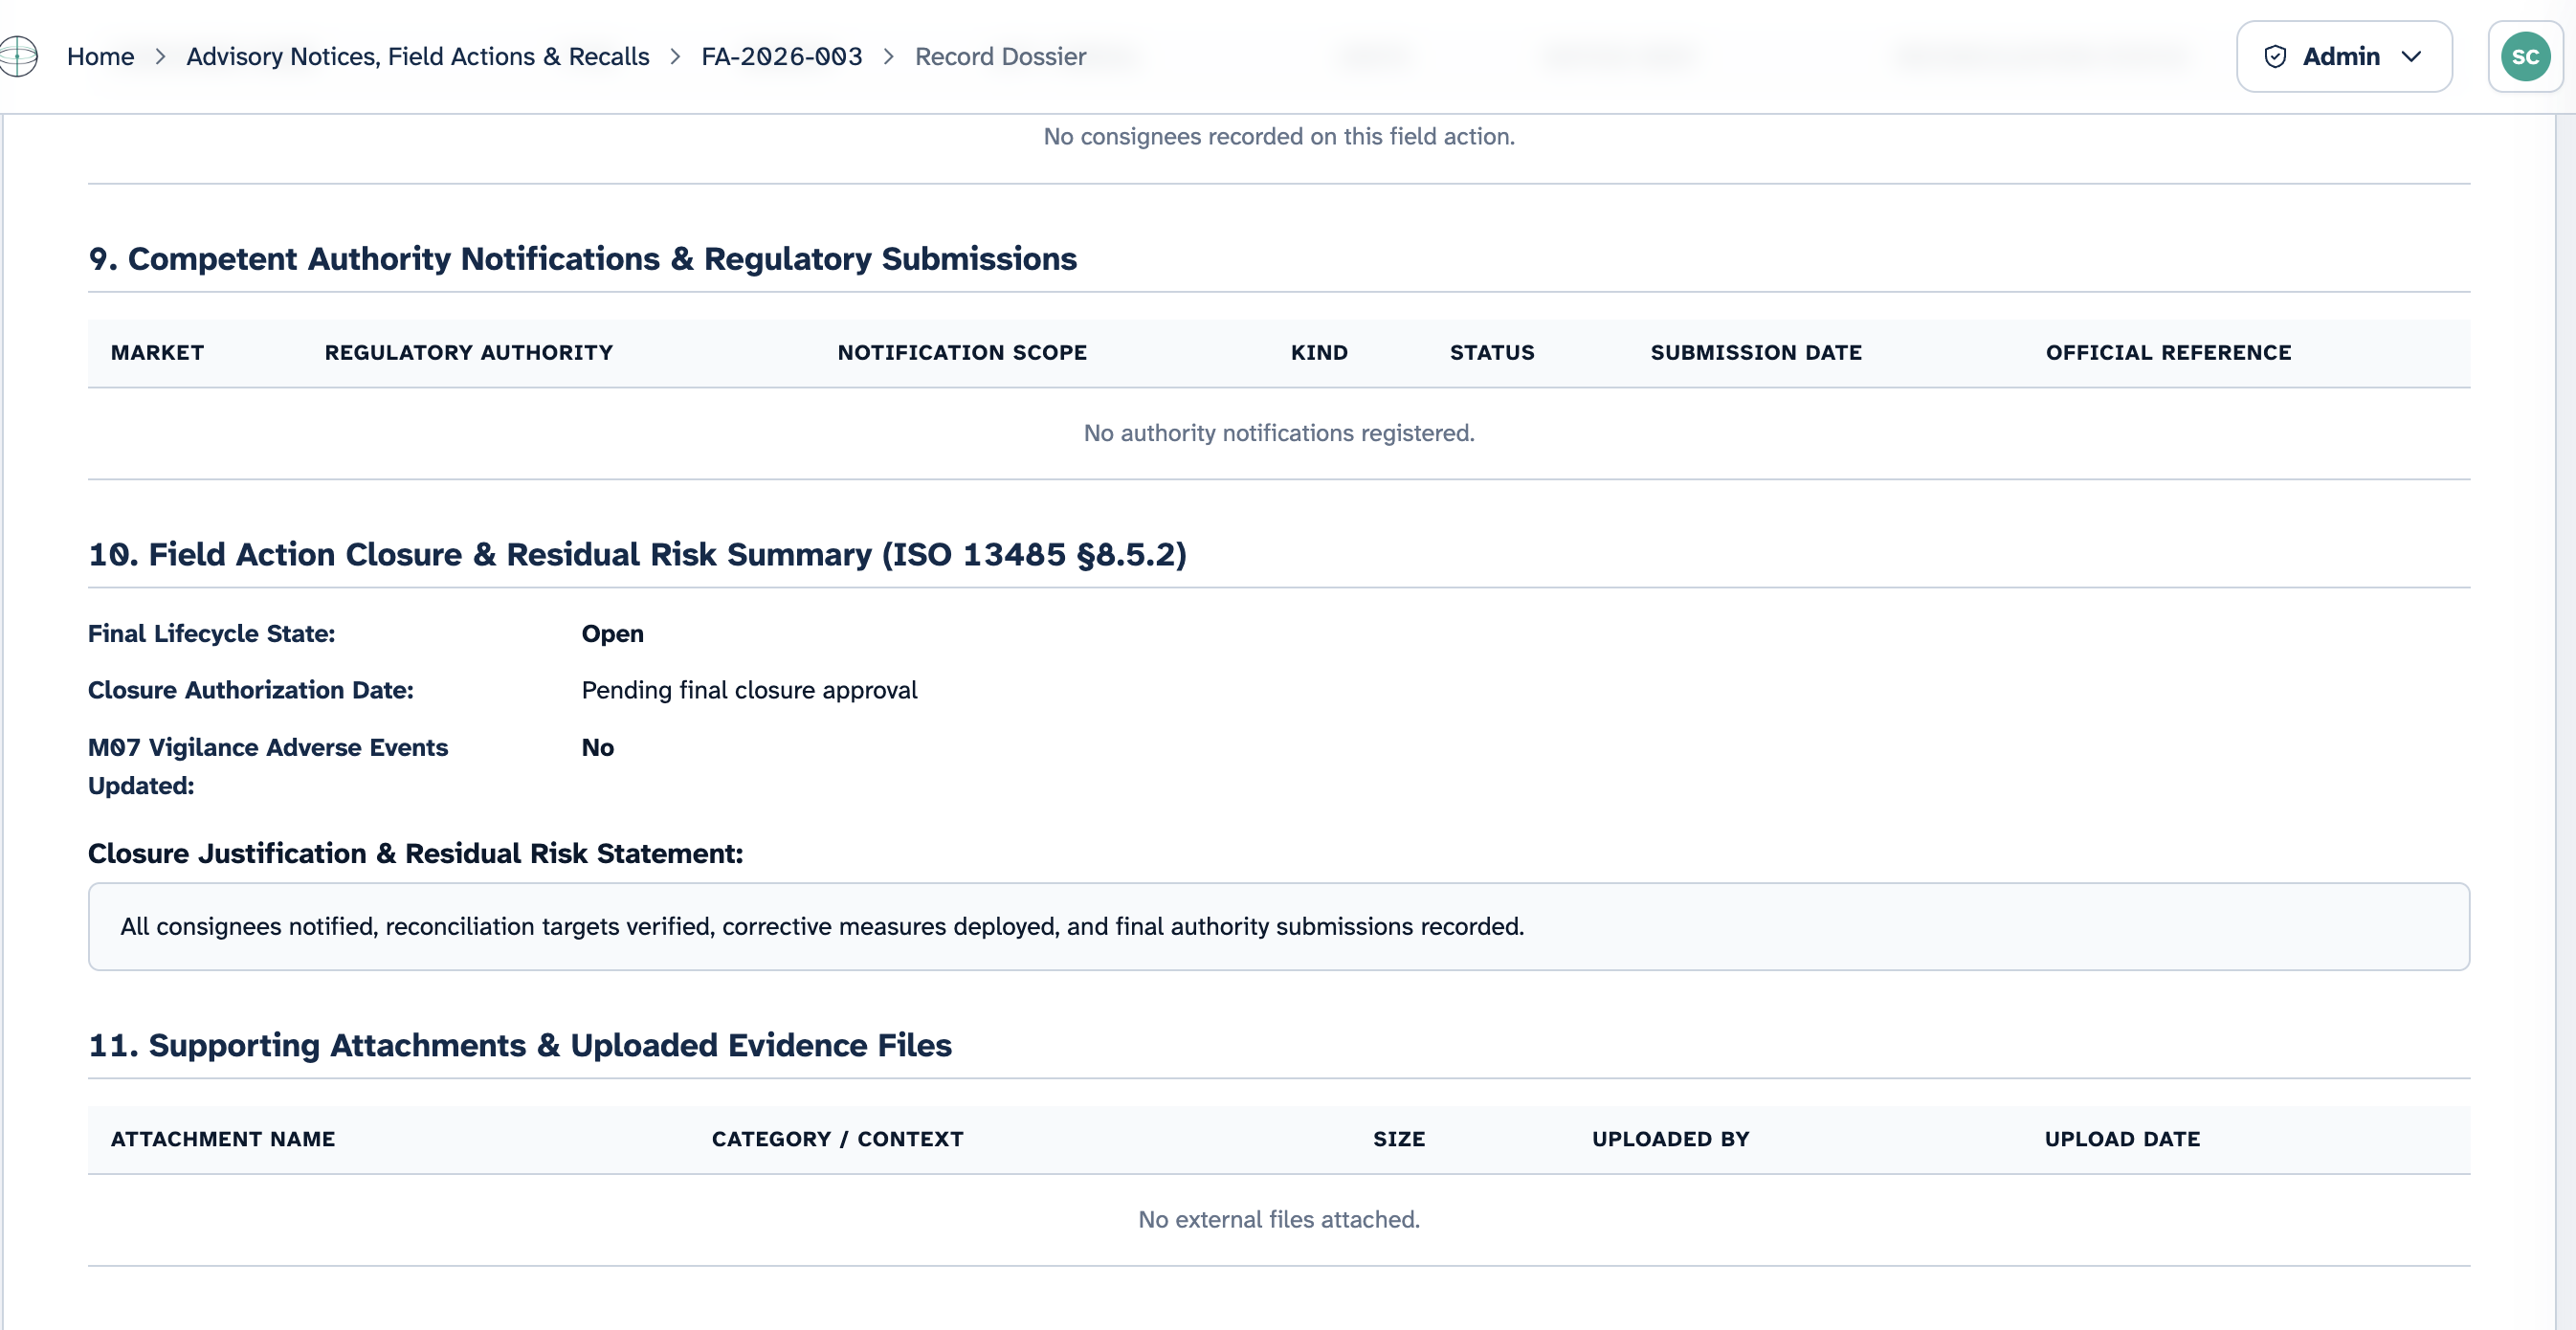 Home > Advisory Notices, Field Actions & Recalls > FA-2026-003 > Record Dossier
Admin
SC
No consignees recorded on this field action.
9. Competent Authority Notifications & Regulatory Submissions
MARKET REGULATORY AUTHORITY NOTIFICATION SCOPE KIND STATUS SUBMISSION DATE OFFICIAL REFERENCE
No authority notifications registered.
10. Field Action Closure & Residual Risk Summary (ISO 13485 §8.5.2)
Final Lifecycle State: Open
Closure Authorization Date: Pending final closure approval
M07 Vigilance Adverse Events No
Updated:
Closure Justification & Residual Risk Statement:
All consignees notified, reconciliation targets verified, corrective measures deployed, and final authority submissions recorded.
11. Supporting Attachments & Uploaded Evidence Files
ATTACHMENT NAME CATEGORY / CONTEXT SIZE UPLOADED BY UPLOAD DATE
No external files attached.